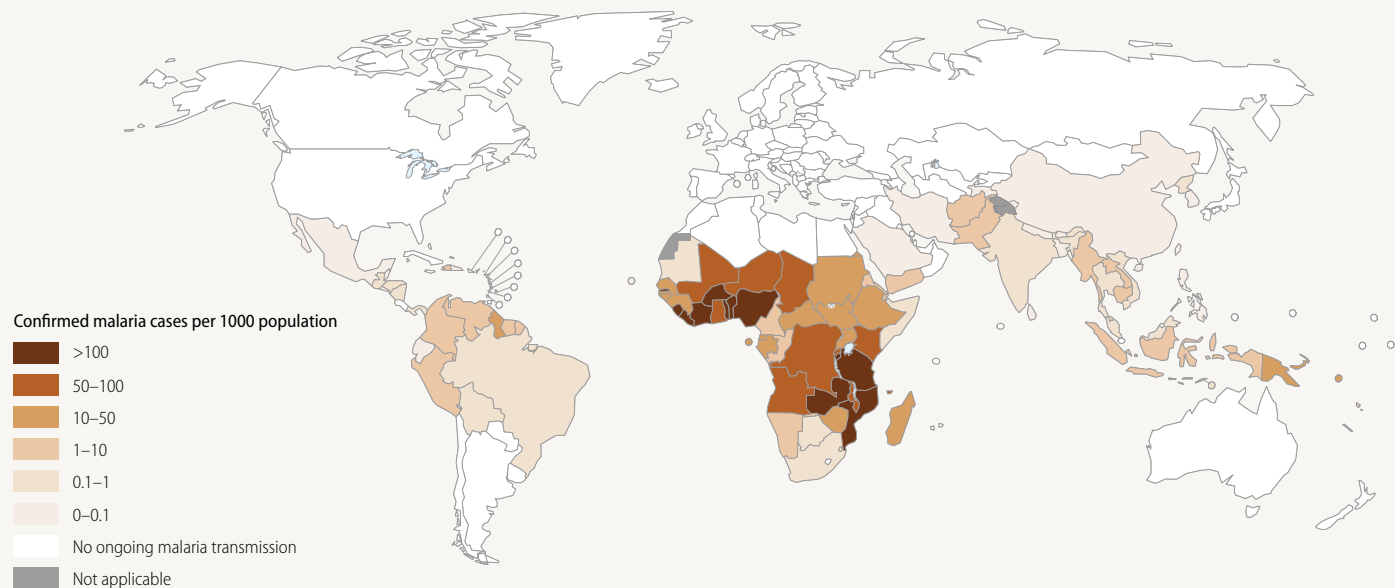 Confirmed malaria cases per 1000 population
>100
50–100
10–50
1–10
0.1–1
0–0.1
No ongoing malaria transmission
Not applicable